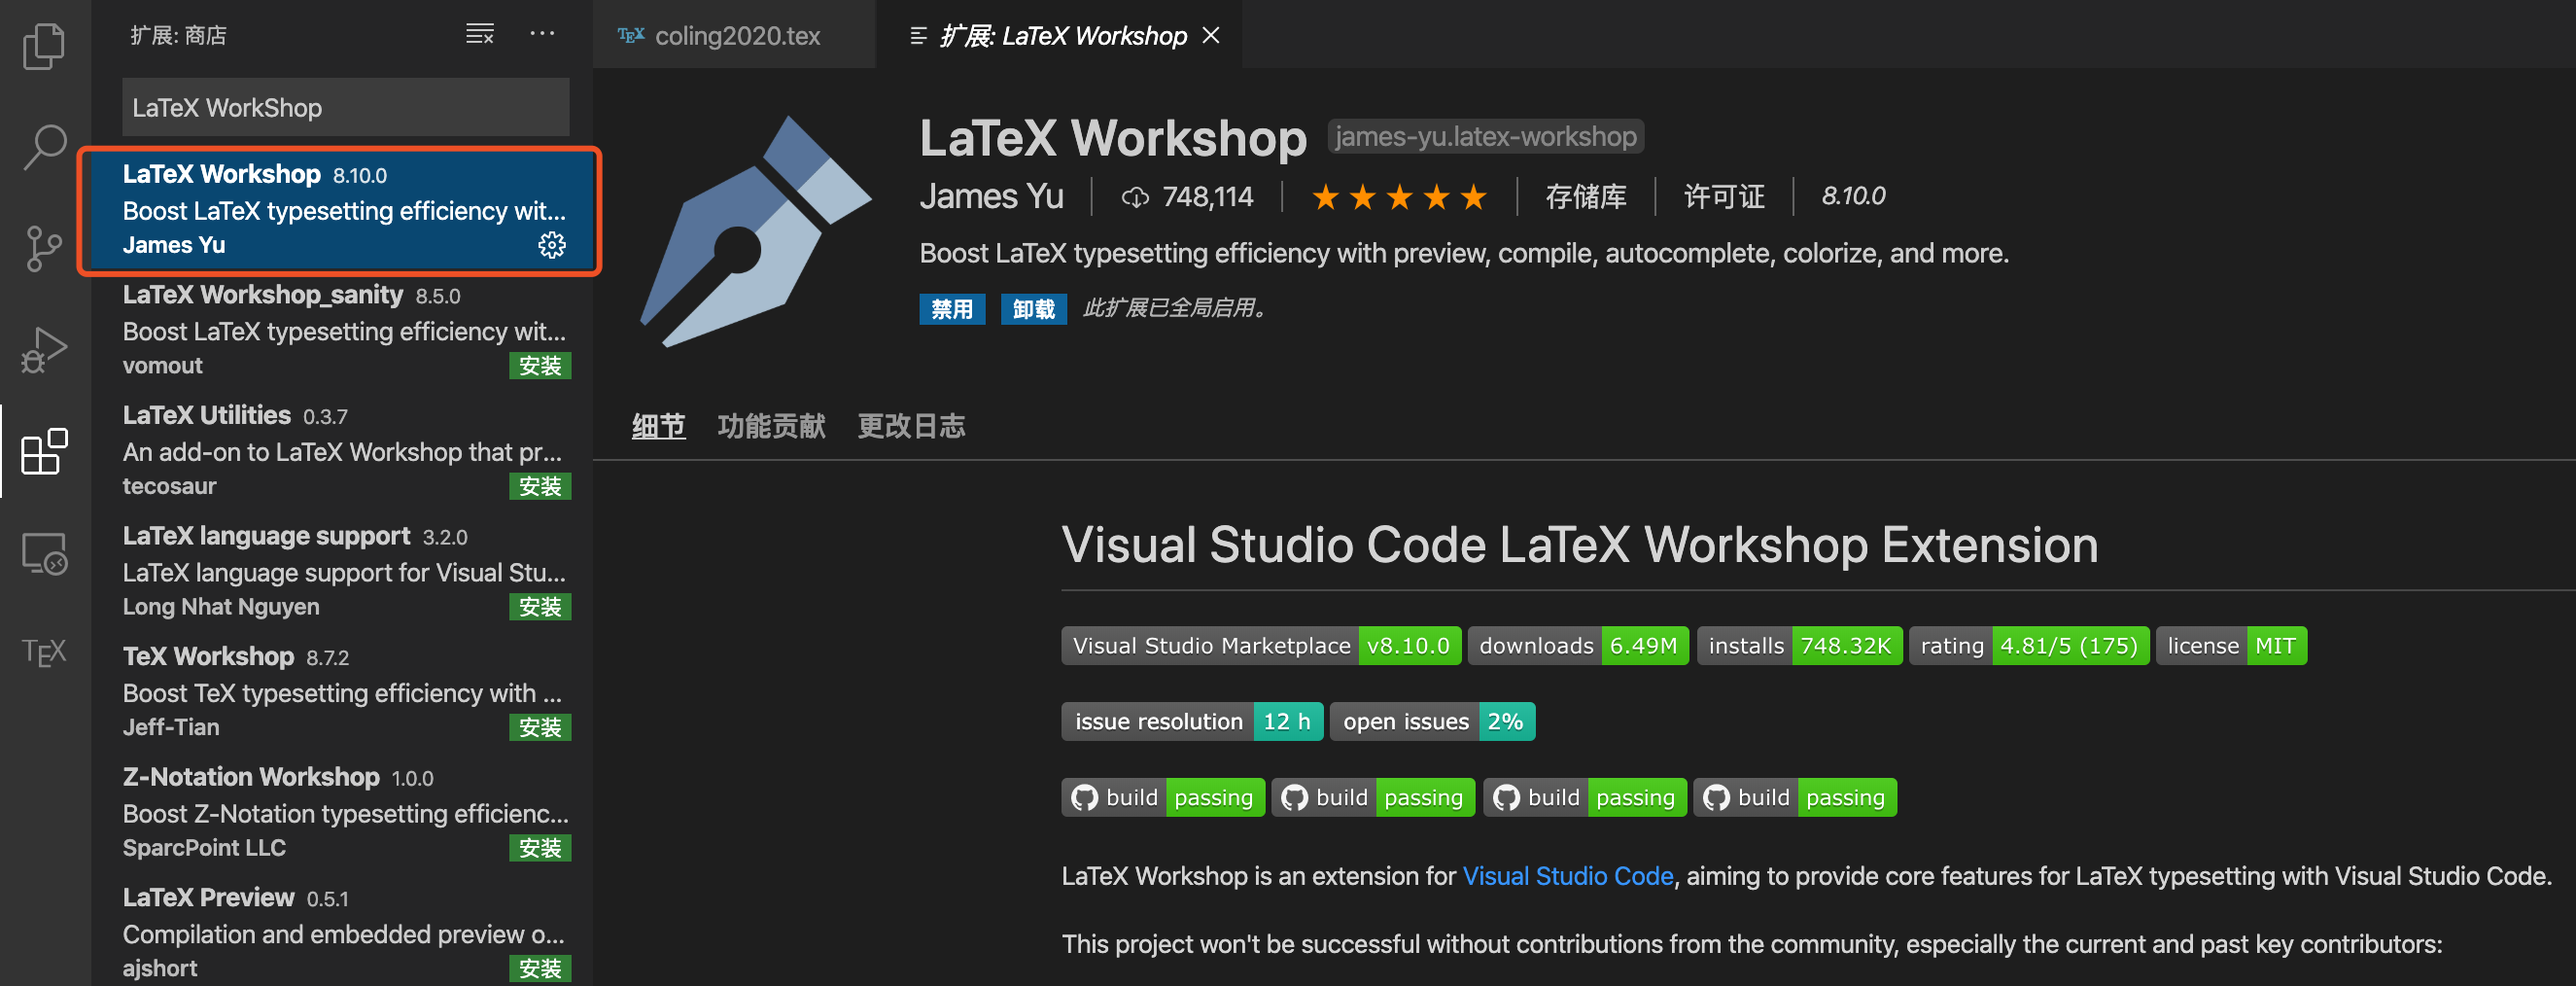 扩展: 商店
LaTeX WorkShop
LaTeX Workshop 8.10.0
Boost LaTeX typesetting efficiency wit...
James Yu
LaTeX Workshop_sanity 8.5.0
Boost LaTeX typesetting efficiency wit...
vomout 安装
LaTeX Utilities 0.3.7
An add-on to LaTeX Workshop that pr...
tecosaur 安装
LaTeX language support 3.2.0
LaTeX language support for Visual Stu...
Long Nhat Nguyen 安装
TeX Workshop 8.7.2
Boost TeX typesetting efficiency with ...
Jeff-Tian 安装
Z-Notation Workshop 1.0.0
Boost Z-Notation typesetting efficienc...
SparcPoint LLC 安装
LaTeX Preview 0.5.1
Compilation and embedded preview o...
ajshort 安装
TEX
TEX coling2020.tex 扩展: LaTeX Workshop
LaTeX Workshop james-yu.latex-workshop
James Yu 748,114 存储库 许可证 8.10.0
Boost LaTeX typesetting efficiency with preview, compile, autocomplete, colorize, and more.
禁用 卸载 此扩展已全局启用。
细节 功能贡献 更改日志
Visual Studio Code LaTeX Workshop Extension
Visual Studio Marketplace v8.10.0 downloads 6.49M installs 748.32K rating 4.81/5 (175) license MIT
issue resolution 12 h open issues 2%
build passing build passing build passing build passing
LaTeX Workshop is an extension for Visual Studio Code, aiming to provide core features for LaTeX typesetting with Visual Studio Code.
This project won't be successful without contributions from the community, especially the current and past key contributors: